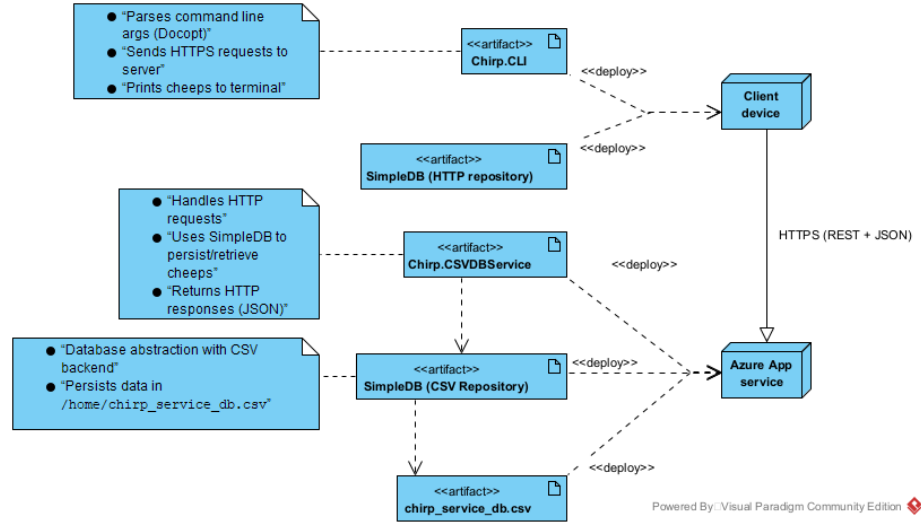 ● “Parses command line
args (Docopt)”
● “Sends HTTPS requests to
server”
● “Prints cheeps to terminal”
<<artifact>>
Chirp.CLI
<<deploy>>
Client
device
<<deploy>>
<<artifact>>
SimpleDB (HTTP repository)
● “Handles HTTP
requests”
● “Uses SimpleDB to
persist/retrieve
cheeps”
● “Returns HTTP
responses (JSON)”
<<artifact>>
Chirp.CSVDBService
<<deploy>>
HTTPS (REST + JSON)
● “Database abstraction with CSV
backend”
● “Persists data in
/home/chirp_service_db.csv”
<<artifact>>
SimpleDB (CSV Repository)
<<deploy>>
Azure App
service
<<deploy>>
<<artifact>>
chirp_service_db.csv
Powered By Visual Paradigm Community Edition